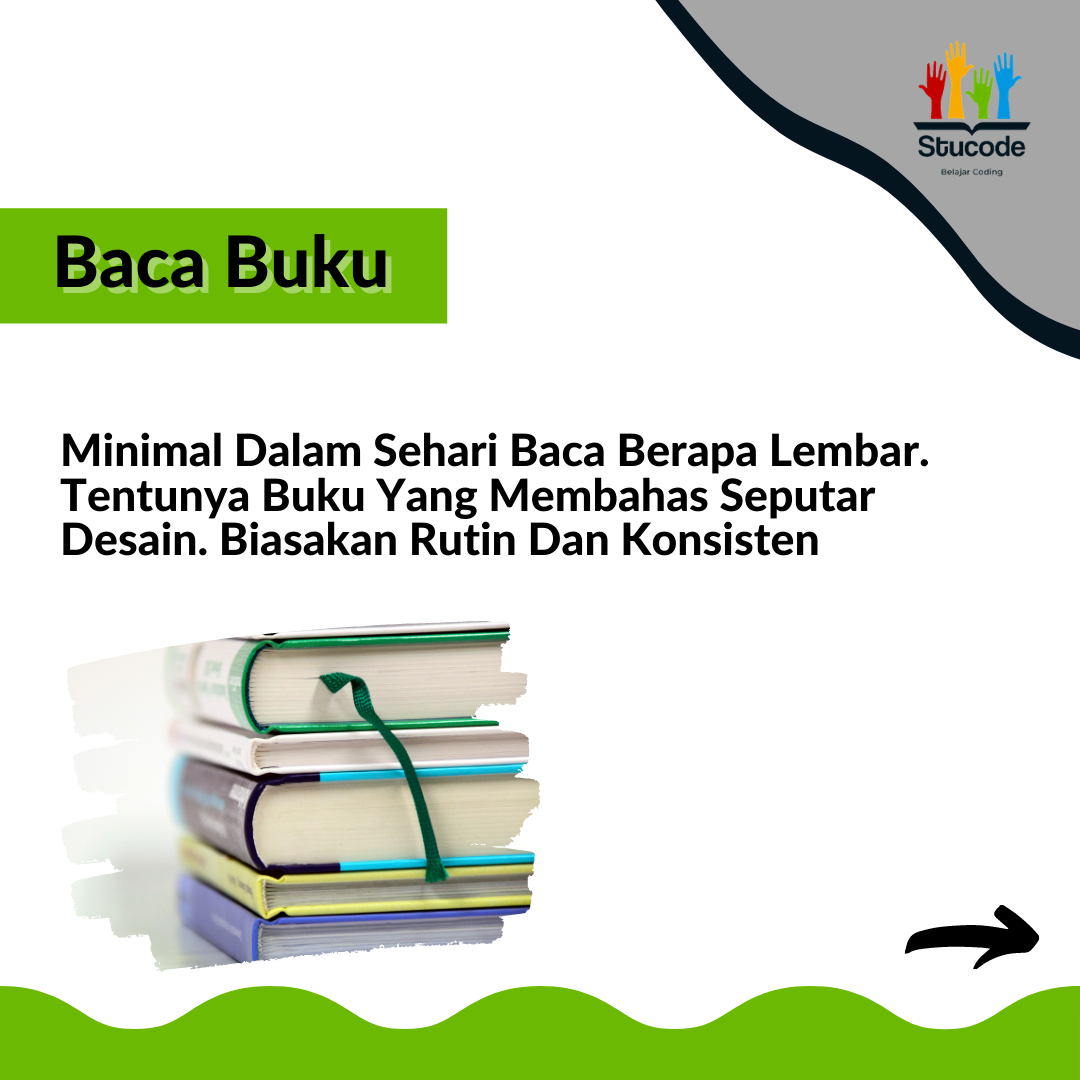 Stucode
Belajar Coding
Baca Buku
Minimal Dalam Sehari Baca Berapa Lembar.
Tentunya Buku Yang Membahas Seputar
Desain. Biasakan Rutin Dan Konsisten